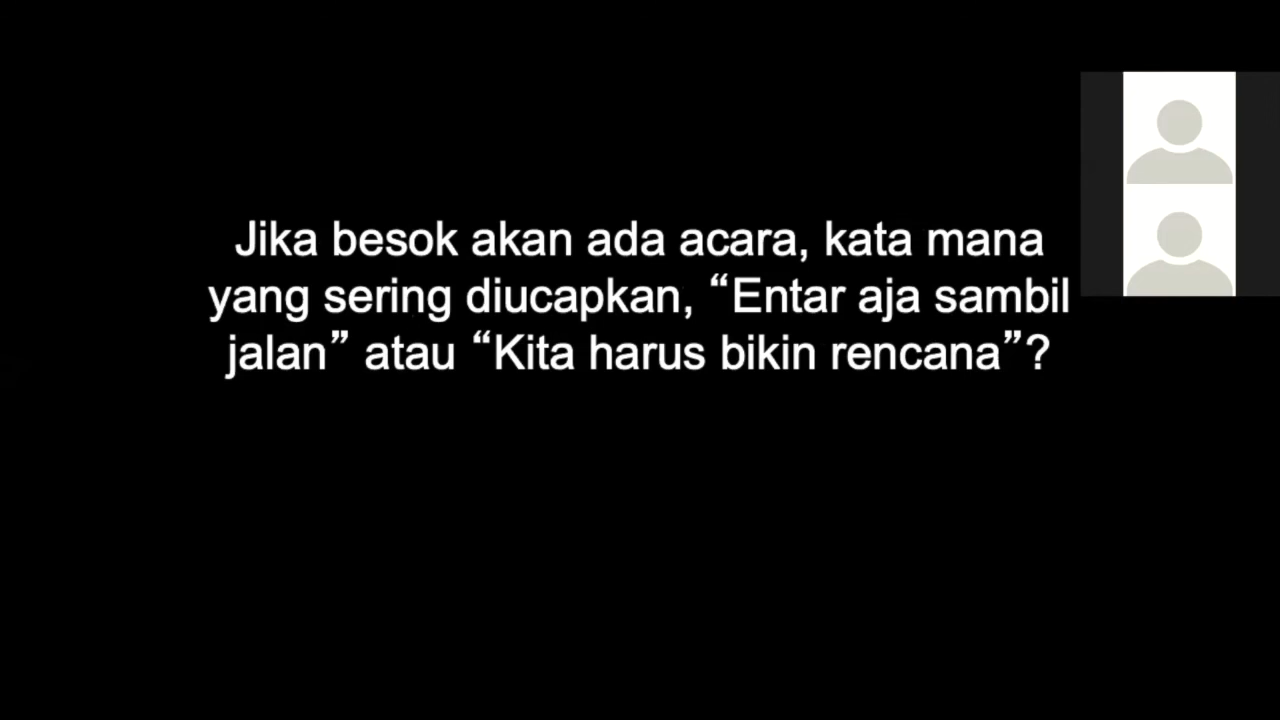 Jika besok akan ada acara, kata mana
yang sering diucapkan, “Entar aja sambil
jalan” atau “Kita harus bikin rencana”?